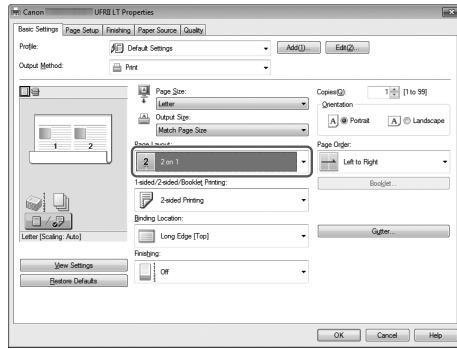 Canon UFRII LT Properties
Basic Settings Page Setup Finishing Paper Source Quality
Profile: Default Settings Add(1)... Edit(2)...
Output Method: Print
Page Size:
Letter
Output Size:
Match Page Size
Copies(Q): 1 [1 to 99]
Orientation
A Portrait A Landscape
1 2
Page Layout:
2 2 on 1
Page Order:
Left to Right
1-sided/2-sided/Booklet Printing:
2-sided Printing
Booklet...
Letter [Scaling: Auto]
Binding Location:
Long Edge [Top]
Gutter...
View Settings
Restore Defaults
Finishing:
Off
OK Cancel Help